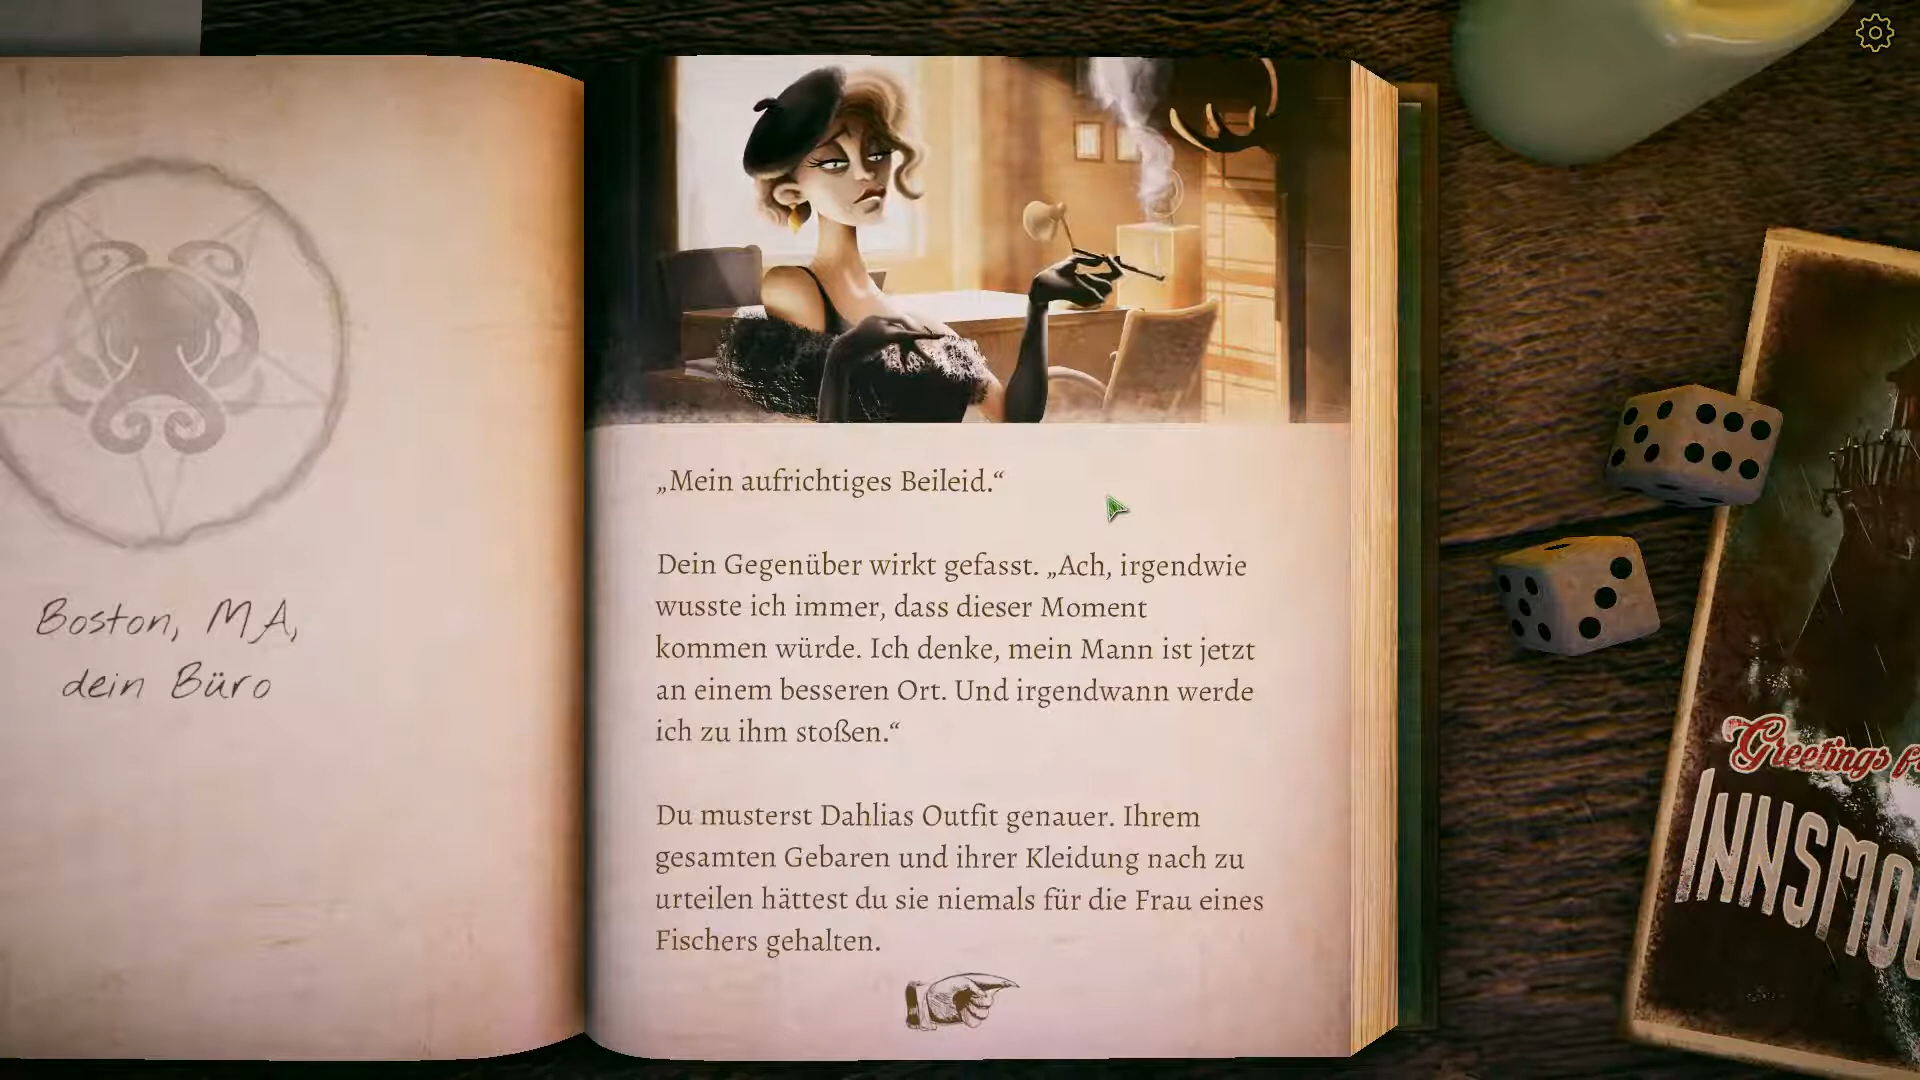 Boston, MA,
dein Büro
„Mein aufrichtiges Beileid.“
Dein Gegenüber wirkt gefasst. „Ach, irgendwie
wusste ich immer, dass dieser Moment
kommen würde. Ich denke, mein Mann ist jetzt
an einem besseren Ort. Und irgendwann werde
ich zu ihm stoßen.“
Du musterst Dahlias Outfit genauer. Ihrem
gesamten Gebaren und ihrer Kleidung nach zu
urteilen hättest du sie niemals für die Frau eines
Fischers gehalten.
Greetings f
INNSMO